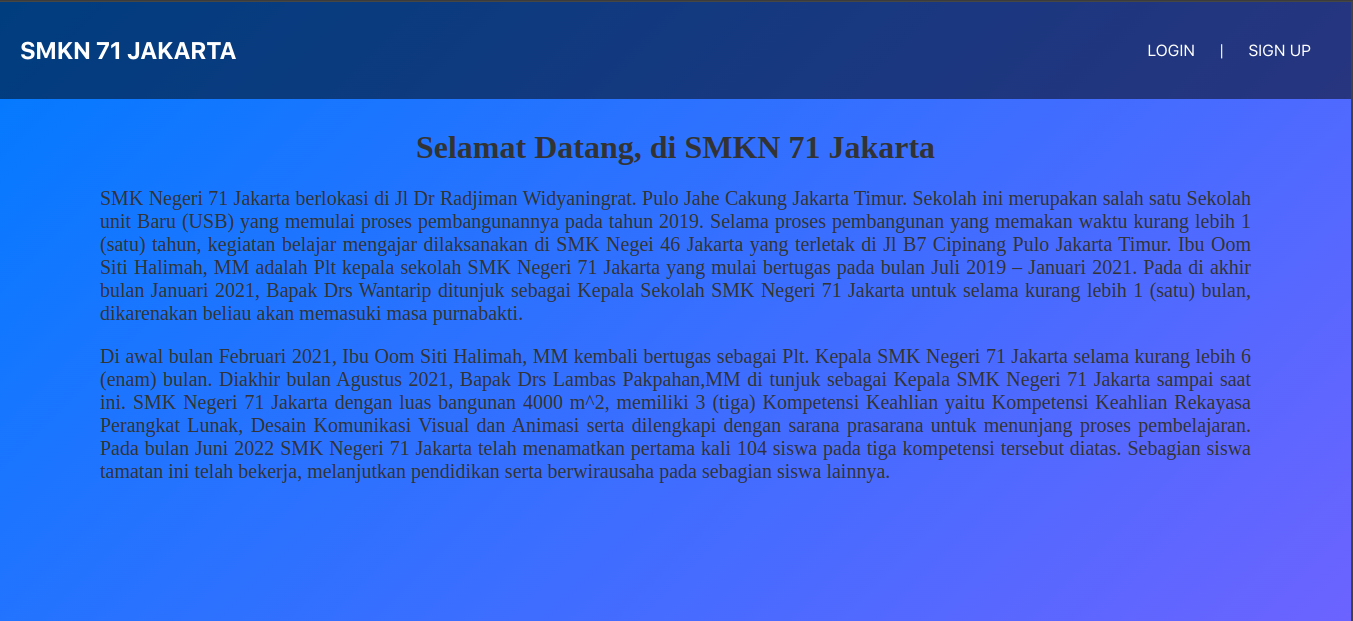 SMKN 71 JAKARTA
LOGIN | SIGN UP
Selamat Datang, di SMKN 71 Jakarta
SMK Negeri 71 Jakarta berlokasi di Jl Dr Radjiman Widyaningrat. Pulo Jahe Cakung Jakarta Timur. Sekolah ini merupakan salah satu Sekolah
unit Baru (USB) yang memulai proses pembangunannya pada tahun 2019. Selama proses pembangunan yang memakan waktu kurang lebih 1
(satu) tahun, kegiatan belajar mengajar dilaksanakan di SMK Negei 46 Jakarta yang terletak di Jl B7 Cipinang Pulo Jakarta Timur. Ibu Oom
Siti Halimah, MM adalah Plt kepala sekolah SMK Negeri 71 Jakarta yang mulai bertugas pada bulan Juli 2019 – Januari 2021. Pada di akhir
bulan Januari 2021, Bapak Drs Wantarip ditunjuk sebagai Kepala Sekolah SMK Negeri 71 Jakarta untuk selama kurang lebih 1 (satu) bulan,
dikarenakan beliau akan memasuki masa purnabakti.
Di awal bulan Februari 2021, Ibu Oom Siti Halimah, MM kembali bertugas sebagai Plt. Kepala SMK Negeri 71 Jakarta selama kurang lebih 6
(enam) bulan. Diakhir bulan Agustus 2021, Bapak Drs Lambas Pakpahan,MM di tunjuk sebagai Kepala SMK Negeri 71 Jakarta sampai saat
ini. SMK Negeri 71 Jakarta dengan luas bangunan 4000 m^2, memiliki 3 (tiga) Kompetensi Keahlian yaitu Kompetensi Keahlian Rekayasa
Perangkat Lunak, Desain Komunikasi Visual dan Animasi serta dilengkapi dengan sarana prasarana untuk menunjang proses pembelajaran.
Pada bulan Juni 2022 SMK Negeri 71 Jakarta telah menamatkan pertama kali 104 siswa pada tiga kompetensi tersebut diatas. Sebagian siswa
tamatan ini telah bekerja, melanjutkan pendidikan serta berwirausaha pada sebagian siswa lainnya.